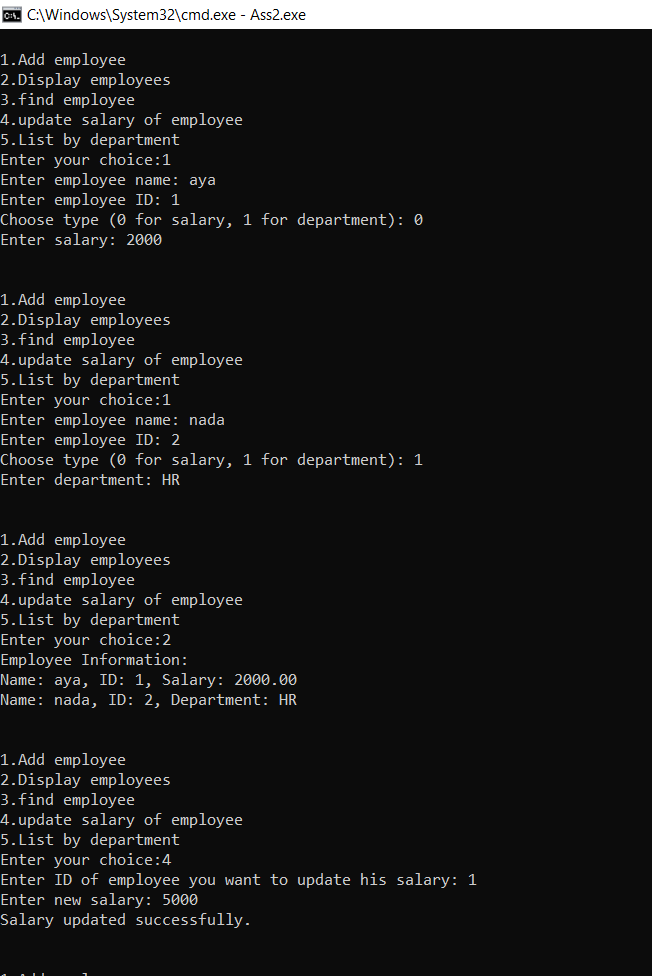 C:\Windows\System32\cmd.exe - Ass2.exe
1.Add employee
2.Display employees
3.find employee
4.update salary of employee
5.List by department
Enter your choice:1
Enter employee name: aya
Enter employee ID: 1
Choose type (0 for salary, 1 for department): 0
Enter salary: 2000
1.Add employee
2.Display employees
3.find employee
4.update salary of employee
5.List by department
Enter your choice:1
Enter employee name: nada
Enter employee ID: 2
Choose type (0 for salary, 1 for department): 1
Enter department: HR
1.Add employee
2.Display employees
3.find employee
4.update salary of employee
5.List by department
Enter your choice:2
Employee Information:
Name: aya, ID: 1, Salary: 2000.00
Name: nada, ID: 2, Department: HR
1.Add employee
2.Display employees
3.find employee
4.update salary of employee
5.List by department
Enter your choice:4
Enter ID of employee you want to update his salary: 1
Enter new salary: 5000
Salary updated successfully.